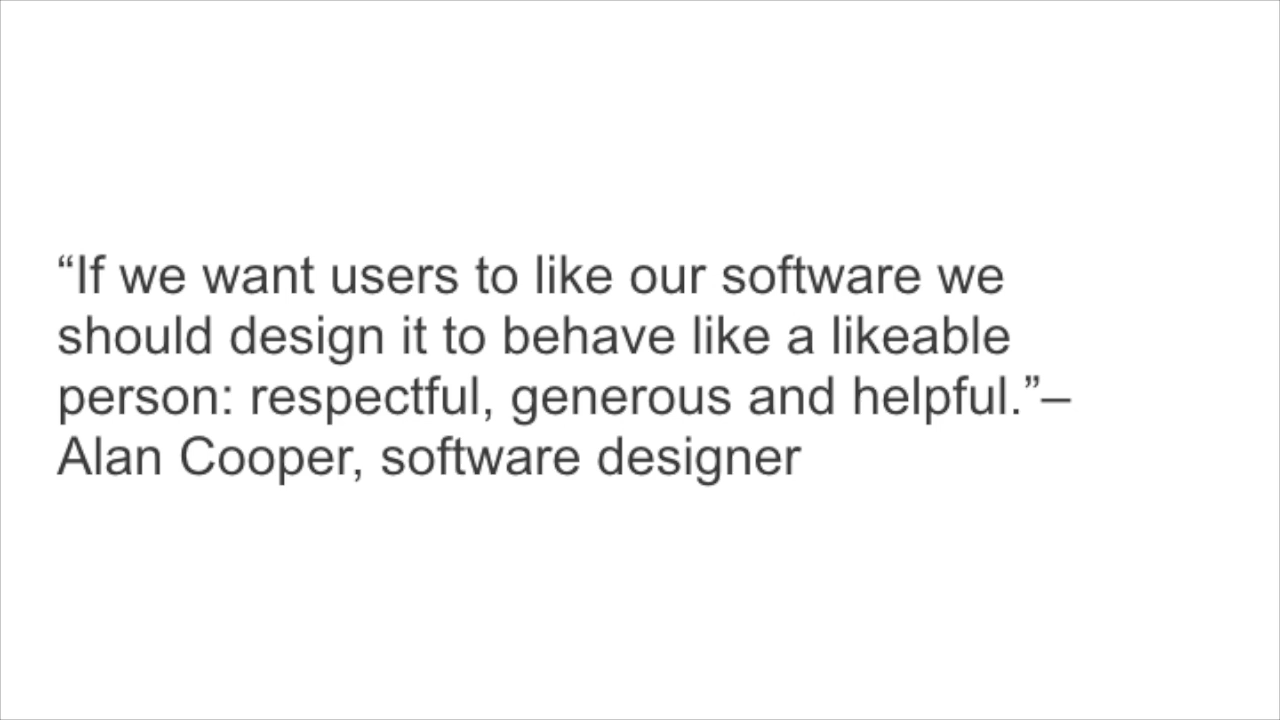 “If we want users to like our software we
should design it to behave like a likeable
person: respectful, generous and helpful.”–
Alan Cooper, software designer